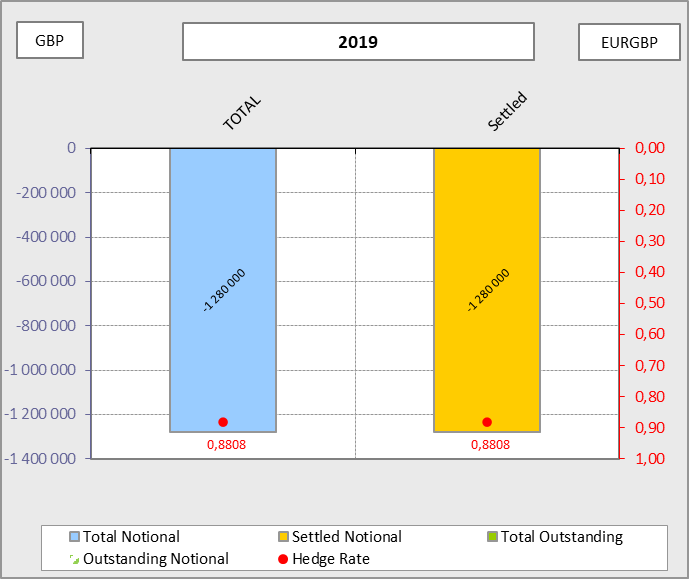 GBP
2019
EURGBP
TOTAL
Settled
0
-200 000
-400 000
-600 000
-800 000
-1 000 000
-1 200 000
-1 400 000
-1 280 000
-1 280 000
0,8808
0,8808
0,00
0,10
0,20
0,30
0,40
0,50
0,60
0,70
0,80
0,90
1,00
Total Notional
Settled Notional
Total Outstanding
Outstanding Notional
Hedge Rate